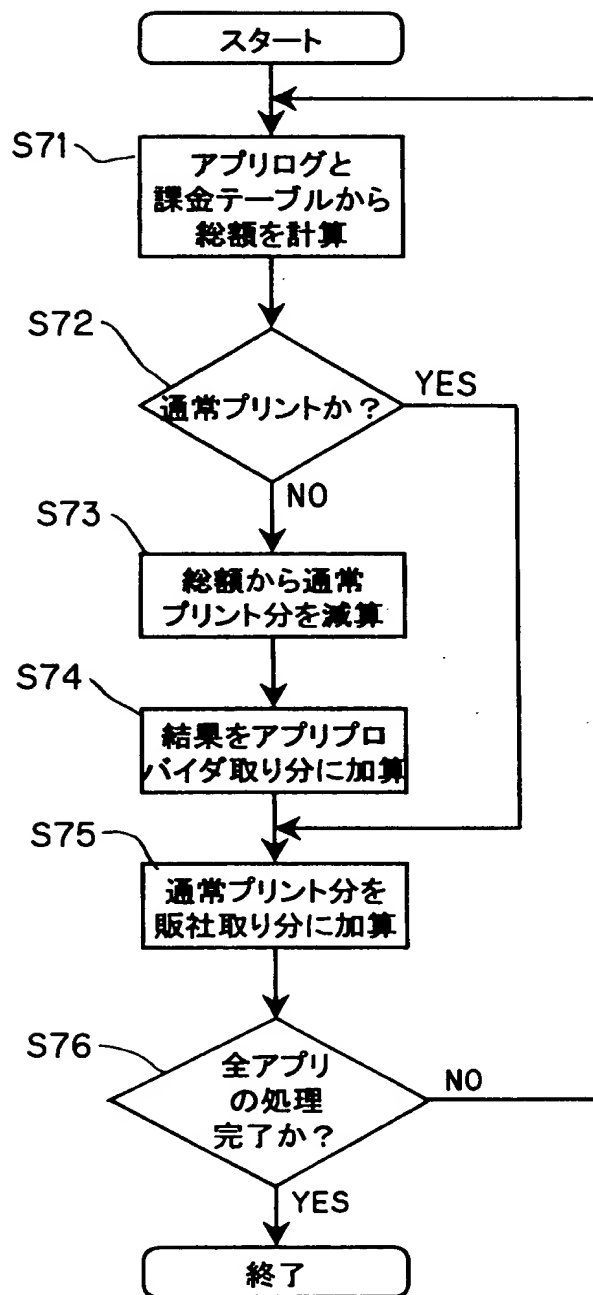 スタート
S71
アプリログと
課金テーブルから
総額を計算
S72
通常プリントか？
YES
NO
S73
総額から通常
プリント分を減算
S74
結果をアプリプロ
バイダ取り分に加算
S75
通常プリント分を
販社取り分に加算
S76
全アプリ
の処理
完了か？
NO
YES
終了